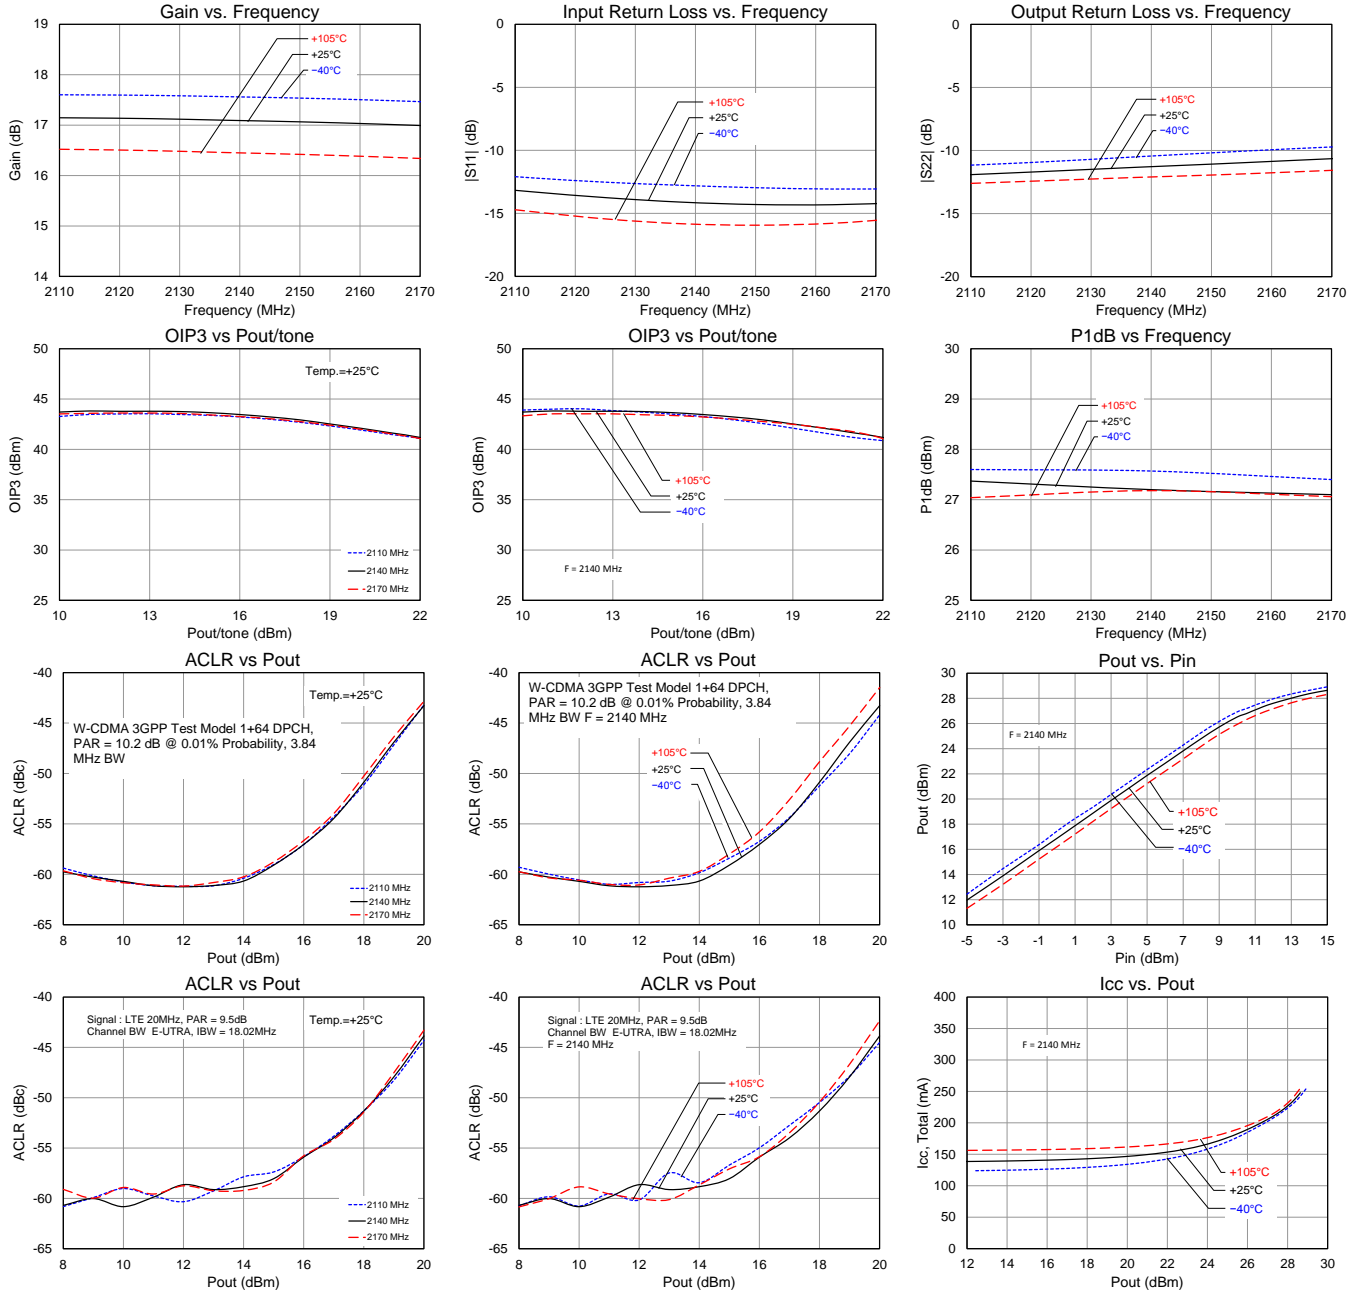 Gain vs. Frequency
19
18
17
16
15
14
Gain (dB)
+105°C
+25°C
−40°C
2110 2120 2130 2140 2150 2160 2170
Frequency (MHz)
Input Return Loss vs. Frequency
0
-5
-10
-15
-20
|S11| (dB)
+105°C
+25°C
−40°C
2110 2120 2130 2140 2150 2160 2170
Frequency (MHz)
Output Return Loss vs. Frequency
0
-5
-10
-15
-20
|S22| (dB)
+105°C
+25°C
−40°C
2110 2120 2130 2140 2150 2160 2170
Frequency (MHz)
OIP3 vs Pout/tone
50
45
40
35
30
25
OIP3 (dBm)
Temp.=+25°C
2110 MHz
2140 MHz
2170 MHz
10 13 16 19 22
Pout/tone (dBm)
OIP3 vs Pout/tone
50
45
40
35
30
25
OIP3 (dBm)
+105°C
+25°C
−40°C
F = 2140 MHz
10 13 16 19 22
Pout/tone (dBm)
P1dB vs Frequency
30
29
28
27
26
25
P1dB (dBm)
+105°C
+25°C
−40°C
2110 2120 2130 2140 2150 2160 2170
Frequency (MHz)
ACLR vs Pout
-40
-45
-50
-55
-60
-65
ACLR (dBc)
Temp.=+25°C
W-CDMA 3GPP Test Model 1+64 DPCH,
PAR = 10.2 dB @ 0.01% Probability, 3.84
MHz BW
2110 MHz
2140 MHz
2170 MHz
8 10 12 14 16 18 20
Pout (dBm)
ACLR vs Pout
-40
-45
-50
-55
-60
-65
ACLR (dBc)
W-CDMA 3GPP Test Model 1+64 DPCH,
PAR = 10.2 dB @ 0.01% Probability, 3.84
MHz BW F = 2140 MHz
+105°C
+25°C
−40°C
8 10 12 14 16 18 20
Pout (dBm)
Pout vs. Pin
30
28
26
24
22
20
18
16
14
12
10
Pout (dBm)
F = 2140 MHz
+105°C
+25°C
−40°C
-5 -3 -1 1 3 5 7 9 11 13 15
Pin (dBm)
ACLR vs Pout
-40
-45
-50
-55
-60
-65
ACLR (dBc)
Signal : LTE 20MHz, PAR = 9.5dB
Channel BW E-UTRA, IBW = 18.02MHz
Temp.=+25°C
2110 MHz
2140 MHz
2170 MHz
8 10 12 14 16 18 20
Pout (dBm)
ACLR vs Pout
-40
-45
-50
-55
-60
-65
ACLR (dBc)
Signal : LTE 20MHz, PAR = 9.5dB
Channel BW E-UTRA, IBW = 18.02MHz
F = 2140 MHz
+105°C
+25°C
−40°C
8 10 12 14 16 18 20
Pout (dBm)
Icc vs. Pout
400
350
300
250
200
150
100
50
0
Icc, Total (mA)
F = 2140 MHz
+105°C
+25°C
−40°C
12 14 16 18 20 22 24 26 28 30
Pout (dBm)